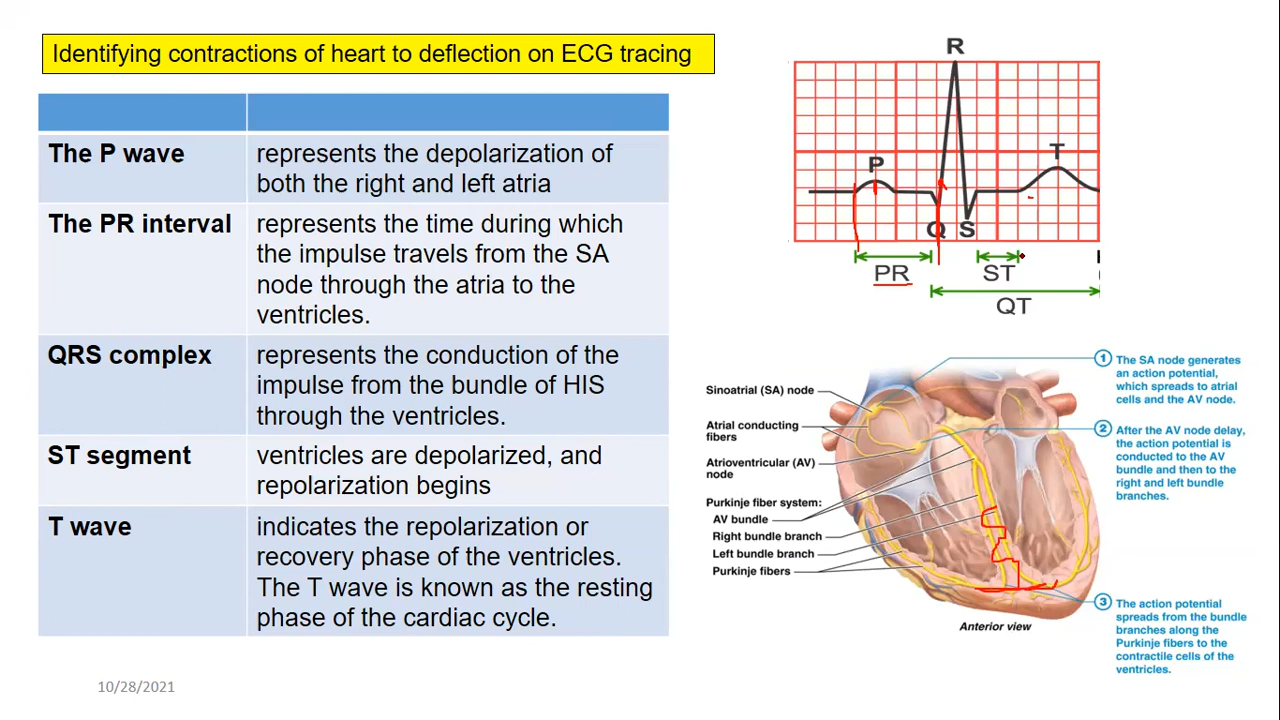 Identifying contractions of heart to deflection on ECG tracing
The P wave
represents the depolarization of
both the right and left atria
The PR interval
represents the time during which
the impulse travels from the SA
node through the atria to the
ventricles.
QRS complex
represents the conduction of the
impulse from the bundle of HIS
through the ventricles.
ST segment
ventricles are depolarized, and
repolarization begins
T wave
indicates the repolarization or
recovery phase of the ventricles.
The T wave is known as the resting
phase of the cardiac cycle.
10/28/2021
R
P
T
Q S
PR
ST
QT
Sinoatrial (SA) node
Atrial conducting
fibers
Atrioventricular (AV)
node
Purkinje fiber system:
AV bundle
Right bundle branch
Left bundle branch
Purkinje fibers
Anterior view
1 The SA node generates
an action potential,
which spreads to atrial
cells and the AV node.
2 After the AV node delay,
the action potential is
conducted to the AV
bundle and then to the
right and left bundle
branches.
3 The action potential
spreads from the bundle
branches along the
Purkinje fibers to the
contractile cells of the
ventricles.